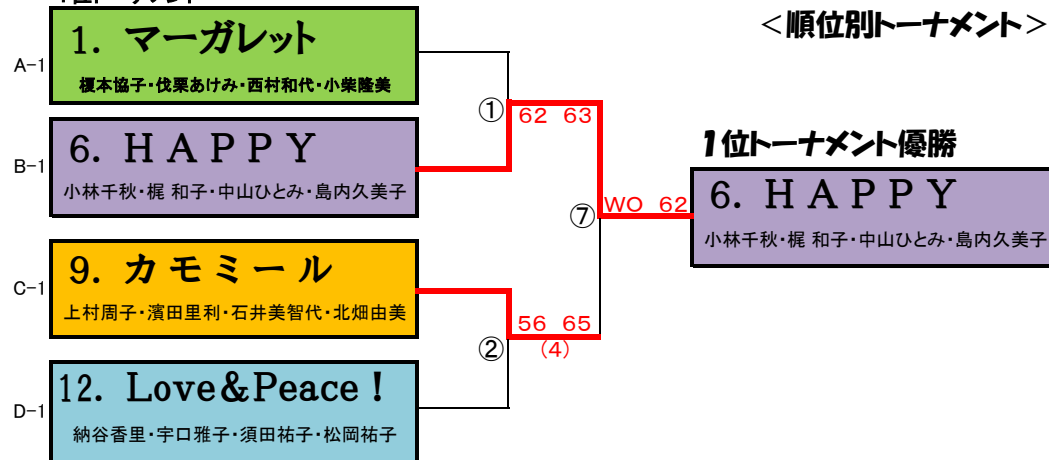 ＜順位別トーナメント＞
A-1
1. マーガレット
榎本協子・伐栗あけみ・西村和代・小柴隆美
①
62 63
B-1
6. ＨＡＰＰＹ
小林千秋・梶 和子・中山ひとみ・島内久美子
⑦
WO 62
1位トーナメント優勝
6. ＨＡＰＰＹ
小林千秋・梶 和子・中山ひとみ・島内久美子
C-1
9. カモミール
上村周子・濱田里利・石井美智代・北畑由美
②
56 65
(4)
D-1
12. Love&Peace！
納谷香里・宇口雅子・須田祐子・松岡祐子